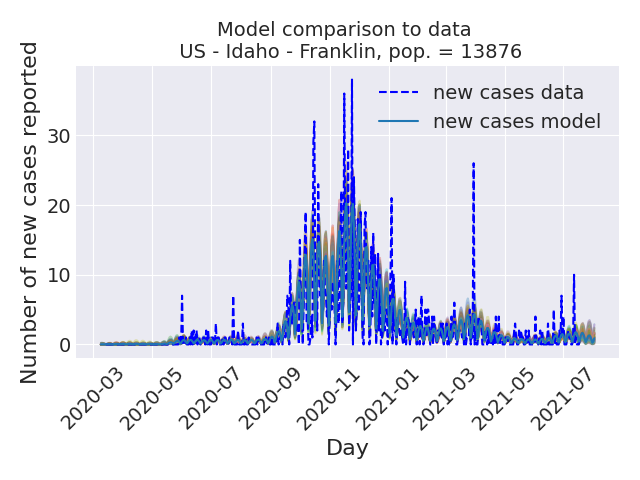 Model comparison to data
US - Idaho - Franklin, pop. = 13876
Number of new cases reported
new cases data
new cases model
30
20
10
0
2020-03
2020-05
2020-07
2020-09
2020-11
2021-01
2021-03
2021-05
2021-07
Day